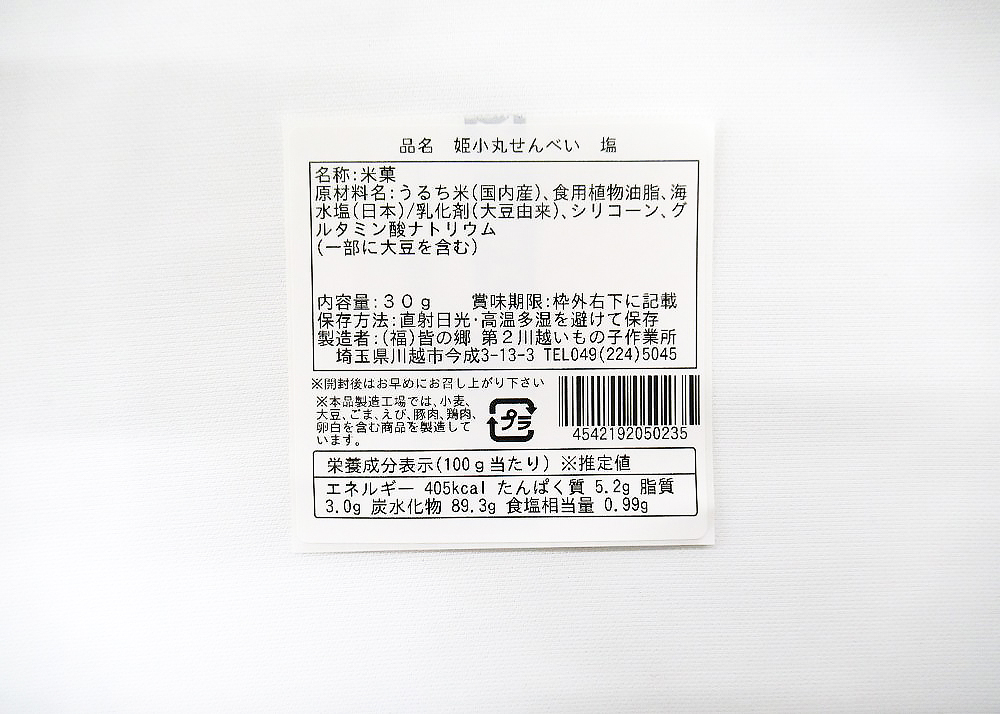 品名　姫小丸せんべい　塩
名称:米菓
原材料名:うるち米(国内産)、食用植物油脂、海
水塩(日本)/乳化剤(大豆由来)、シリコーン、グ
ルタミン酸ナトリウム
(一部に大豆を含む)
内容量:３０ｇ　　賞味期限:枠外右下に記載
保存方法:直射日光・高温多湿を避けて保存
製造者:(福)皆の郷 第２川越いもの子作業所
埼玉県川越市今成3-13-3 TEL049(224)5045
※開封後はお早めにお召し上がり下さい
※本品製造工場では、小麦、
大豆、ごま、えび、豚肉、鶏肉、
卵白を含む商品を製造して
います。
プラ
4542192050235
栄養成分表示(100ｇ当たり) ※推定値
エネルギー 405kcal たんぱく質 5.2g 脂質
3.0g 炭水化物 89.3g 食塩相当量 0.99g